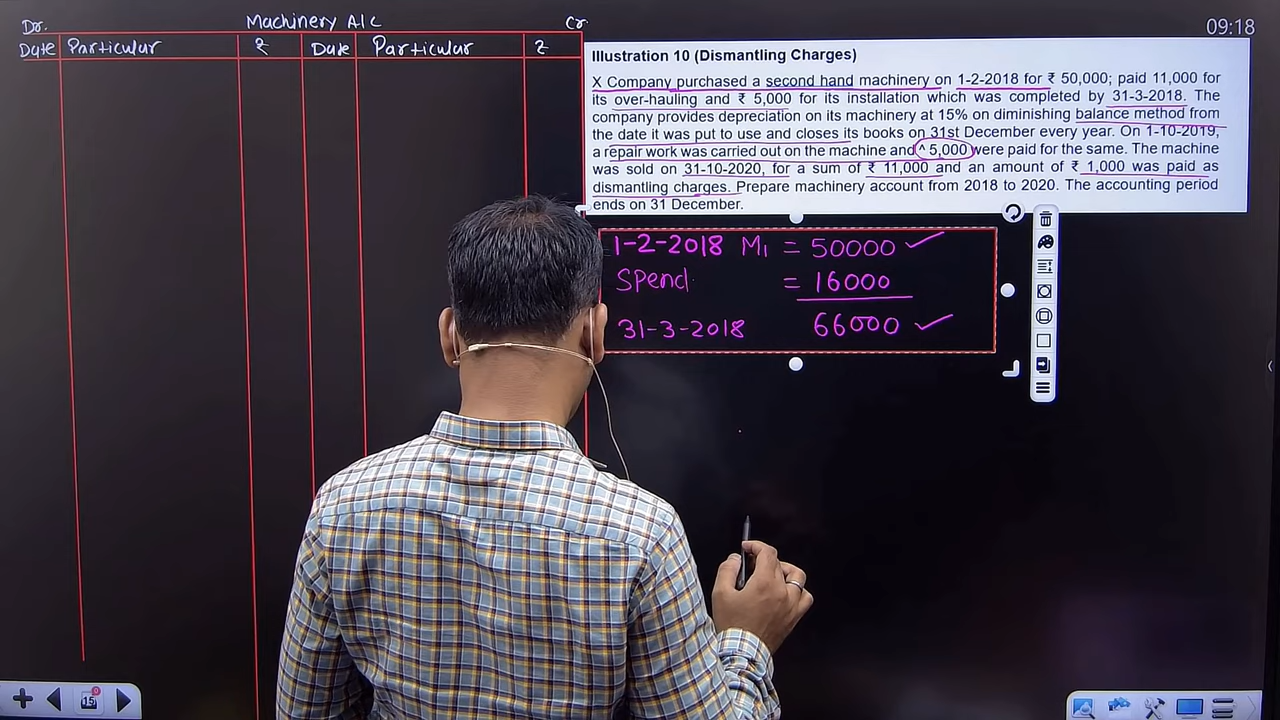 Dr. Machinery A/c Cr
Date Particular ₹ Date Particular ₹
09:18
Illustration 10 (Dismantling Charges)
X Company purchased a second hand machinery on 1-2-2018 for ₹ 50,000; paid 11,000 for
its over-hauling and ₹ 5,000 for its installation which was completed by 31-3-2018. The
company provides depreciation on its machinery at 15% on diminishing balance method from
the date it was put to use and closes its books on 31st December every year. On 1-10-2019,
a repair work was carried out on the machine and ^ 5,000 were paid for the same. The machine
was sold on 31-10-2020, for a sum of ₹ 11,000 and an amount of ₹ 1,000 was paid as
dismantling charges. Prepare machinery account from 2018 to 2020. The accounting period
ends on 31 December.
1-2-2018 M1 = 50000
Spend = 16000
31-3-2018 66000
15